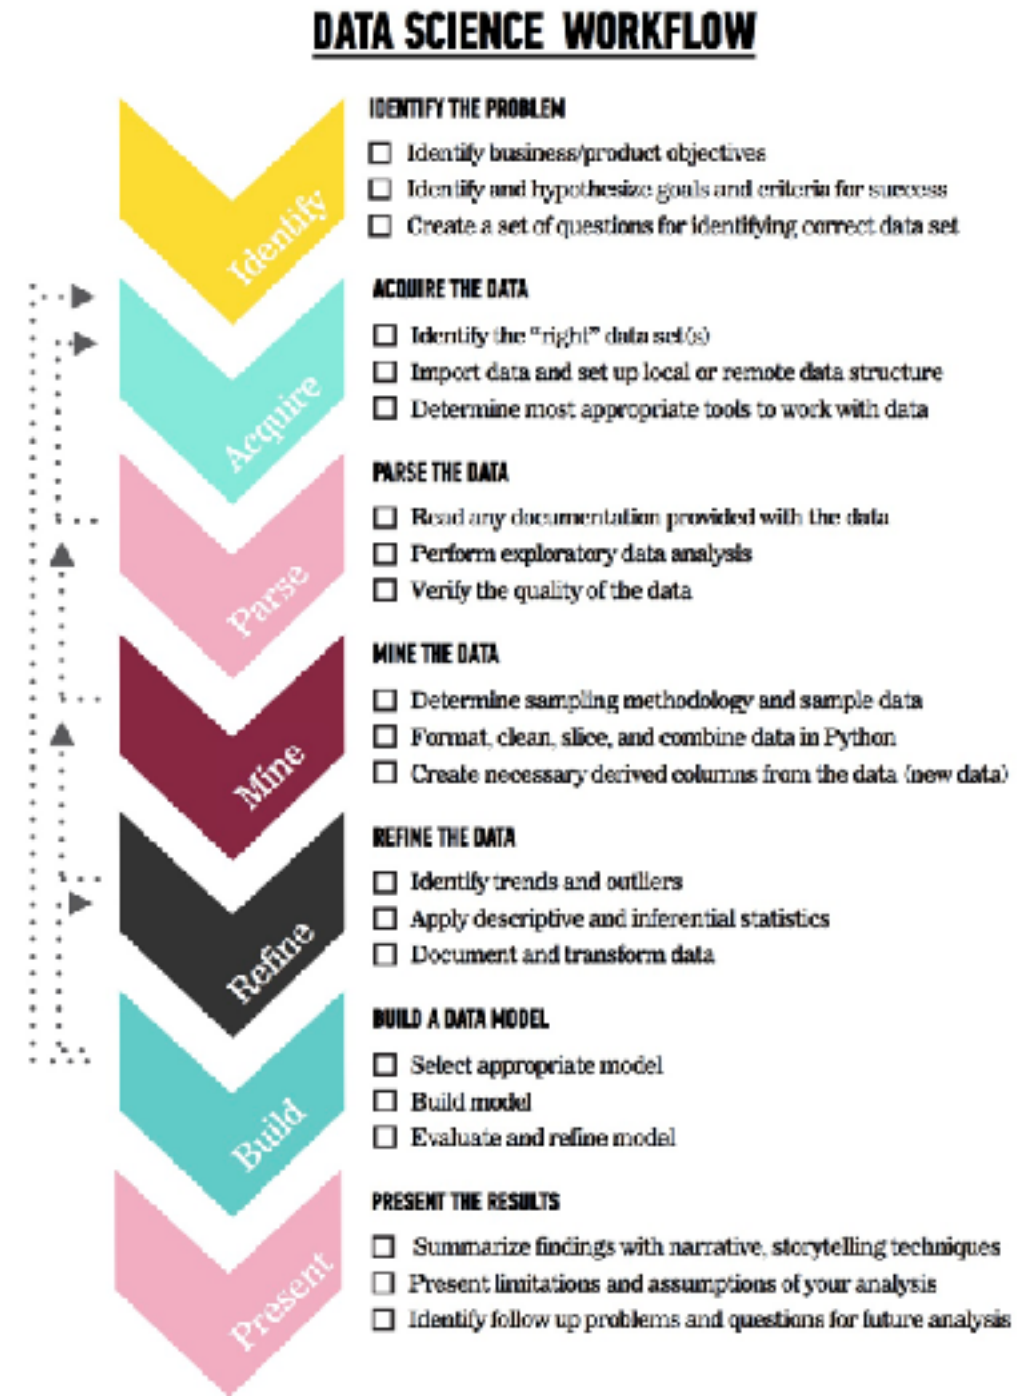 DATA SCIENCE WORKFLOW
Identify
IDENTIFY THE PROBLEM
Identify business/product objectives
Identify and hypothesize goals and criteria for success
Create a set of questions for identifying correct data set
Acquire
ACQUIRE THE DATA
Identify the “right” data set(s)
Import data and set up local or remote data structure
Determine most appropriate tools to work with data
Parse
PARSE THE DATA
Read any documentation provided with the data
Perform exploratory data analysis
Verify the quality of the data
Mine
MINE THE DATA
Determine sampling methodology and sample data
Format, clean, slice, and combine data in Python
Create necessary derived columns from the data (new data)
Refine
REFINE THE DATA
Identify trends and outliers
Apply descriptive and inferential statistics
Document and transform data
Build
BUILD A DATA MODEL
Select appropriate model
Build model
Evaluate and refine model
Present
PRESENT THE RESULTS
Summarize findings with narrative, storytelling techniques
Present limitations and assumptions of your analysis
Identify follow up problems and questions for future analysis